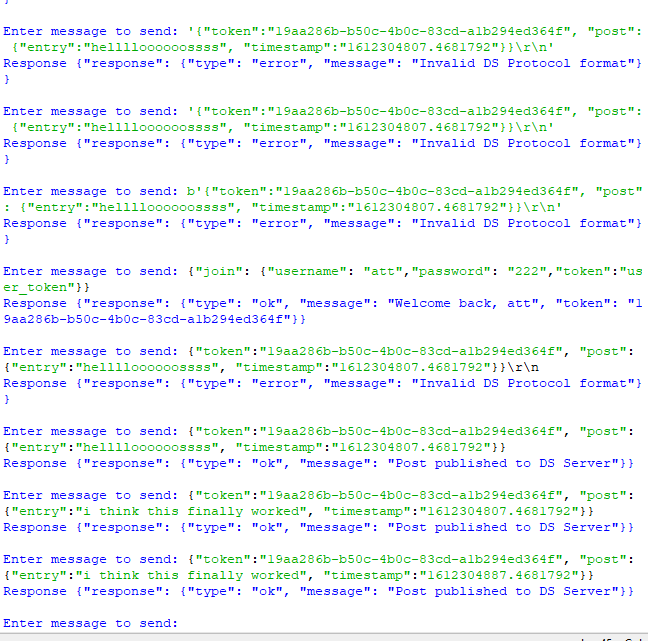 }
Enter message to send: '{"token":"19aa286b-b50c-4b0c-83cd-a1b294ed364f", "post":
{"entry":"helllloooooossss", "timestamp":"1612304807.4681792"}}\r\n'
Response {"response": {"type": "error", "message": "Invalid DS Protocol format"}
}
Enter message to send: '{"token":"19aa286b-b50c-4b0c-83cd-a1b294ed364f", "post":
{"entry":"helllloooooossss", "timestamp":"1612304807.4681792"}}\r\n'
Response {"response": {"type": "error", "message": "Invalid DS Protocol format"}
}
Enter message to send: b'{"token":"19aa286b-b50c-4b0c-83cd-a1b294ed364f", "post"
: {"entry":"helllloooooossss", "timestamp":"1612304807.4681792"}}\r\n'
Response {"response": {"type": "error", "message": "Invalid DS Protocol format"}
}
Enter message to send: {"join": {"username": "att","password": "222","token":"us
er_token"}}
Response {"response": {"type": "ok", "message": "Welcome back, att", "token": "1
9aa286b-b50c-4b0c-83cd-a1b294ed364f"}}
Enter message to send: {"token":"19aa286b-b50c-4b0c-83cd-a1b294ed364f", "post":
{"entry":"helllloooooossss", "timestamp":"1612304807.4681792"}}\r\n
Response {"response": {"type": "error", "message": "Invalid DS Protocol format"}
}
Enter message to send: {"token":"19aa286b-b50c-4b0c-83cd-a1b294ed364f", "post":
{"entry":"helllloooooossss", "timestamp":"1612304807.4681792"}}
Response {"response": {"type": "ok", "message": "Post published to DS Server"}}
Enter message to send: {"token":"19aa286b-b50c-4b0c-83cd-a1b294ed364f", "post":
{"entry":"i think this finally worked", "timestamp":"1612304807.4681792"}}
Response {"response": {"type": "ok", "message": "Post published to DS Server"}}
Enter message to send: {"token":"19aa286b-b50c-4b0c-83cd-a1b294ed364f", "post":
{"entry":"i think this finally worked", "timestamp":"1612304887.4681792"}}
Response {"response": {"type": "ok", "message": "Post published to DS Server"}}
Enter message to send: